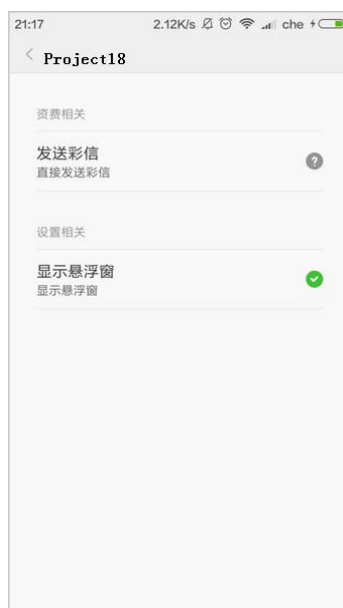 21:17 2.12K/s che
Project18
资费相关
发送彩信
直接发送彩信
设置相关
显示悬浮窗
显示悬浮窗